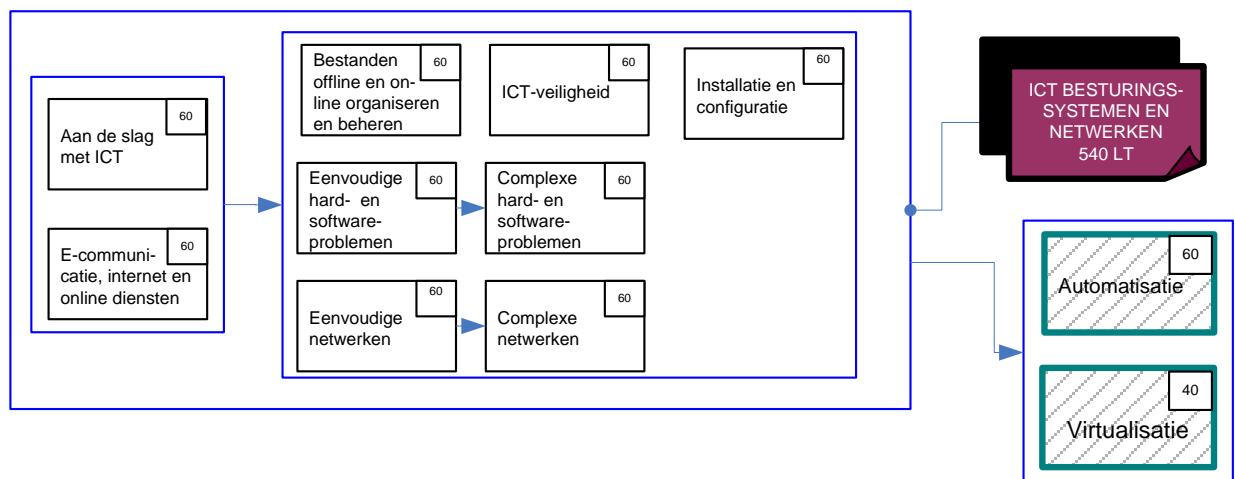 60
Aan de slag
met ICT
60
E-communi-
catie, internet en
online diensten
60
Bestanden
offline en on-
line organiseren
en beheren
60
ICT-veiligheid
60
Installatie en
configuratie
60
Eenvoudige
hard- en
software-
problemen
60
Complexe
hard- en
software-
problemen
60
Eenvoudige
netwerken
60
Complexe
netwerken
ICT BESTURINGS-
SYSTEMEN EN
NETWERKEN
540 LT
60
Automatisatie
40
Virtualisatie